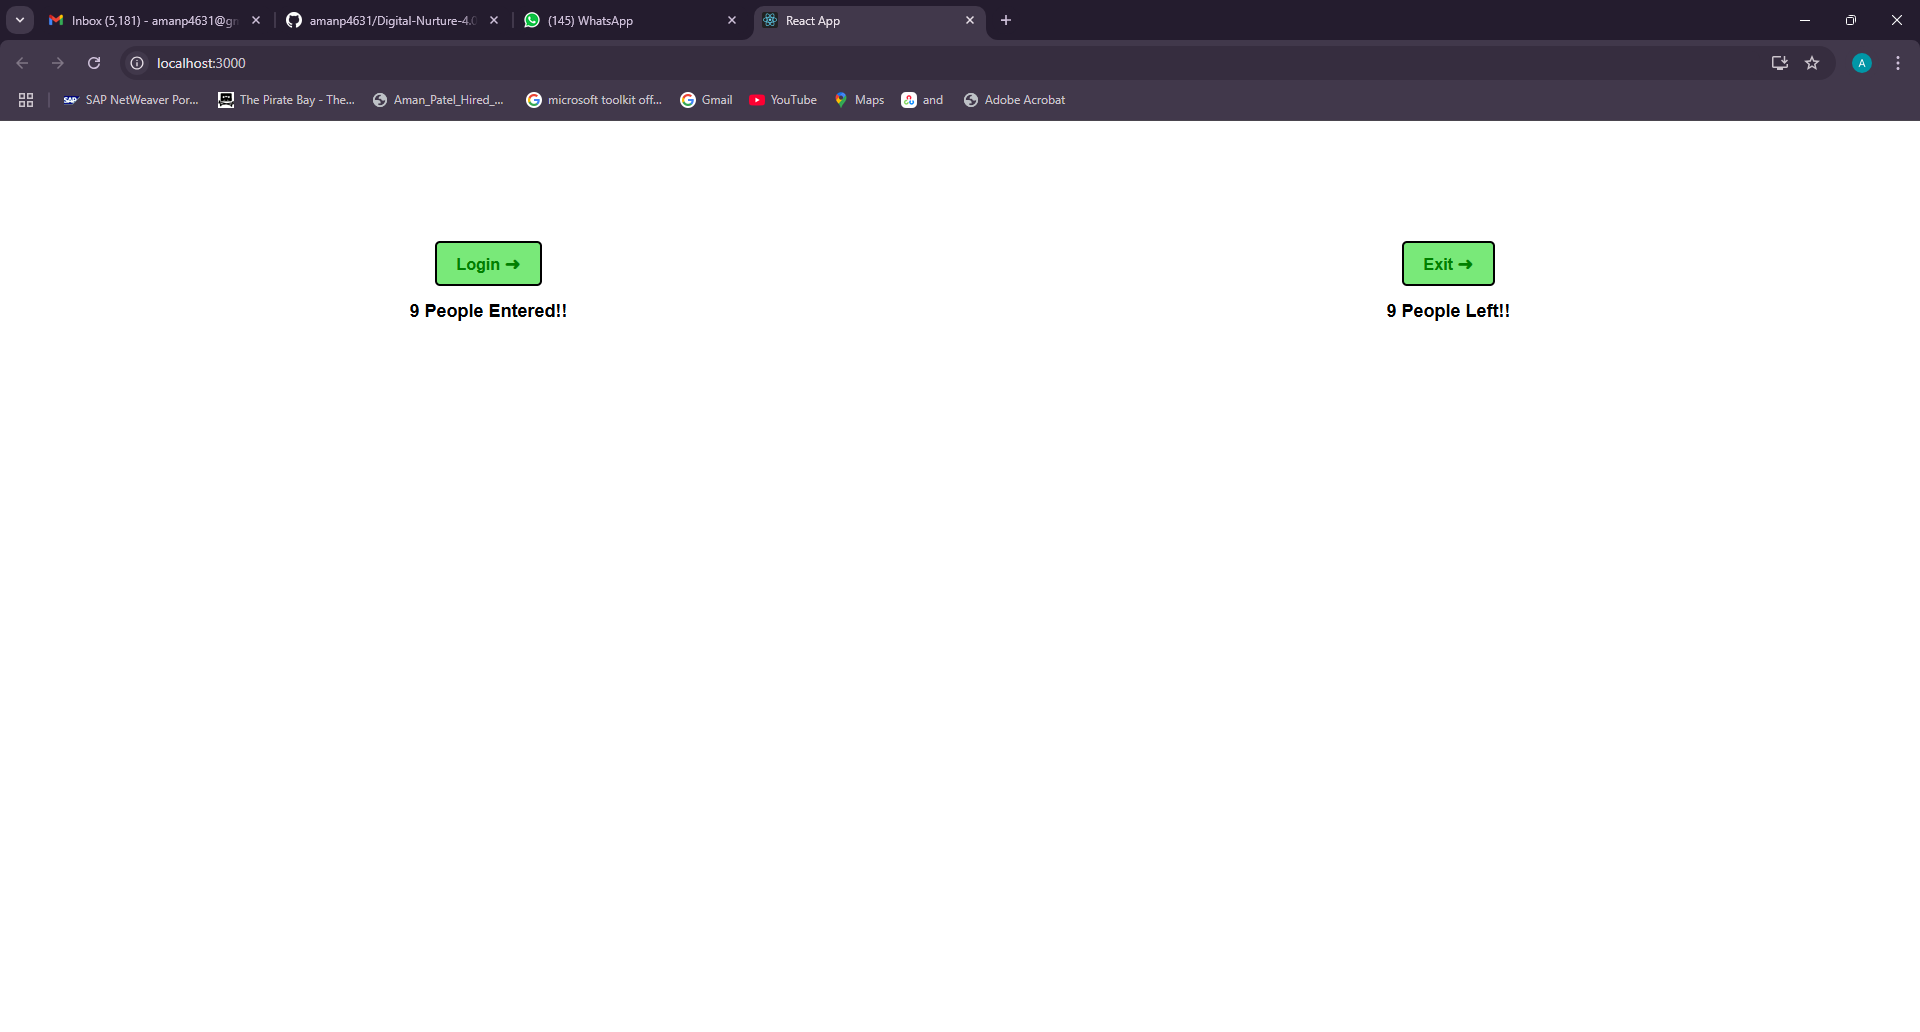 Inbox (5,181) - amanp4631@gr
amanp4631/Digital-Nurture-4.0
(145) WhatsApp
React App
localhost:3000
A
SAP SAP NetWeaver Por...
The Pirate Bay - The...
Aman_Patel_Hired_...
microsoft toolkit off...
Gmail
YouTube
Maps
and
Adobe Acrobat
Login ➜
Exit ➜
9 People Entered!!
9 People Left!!